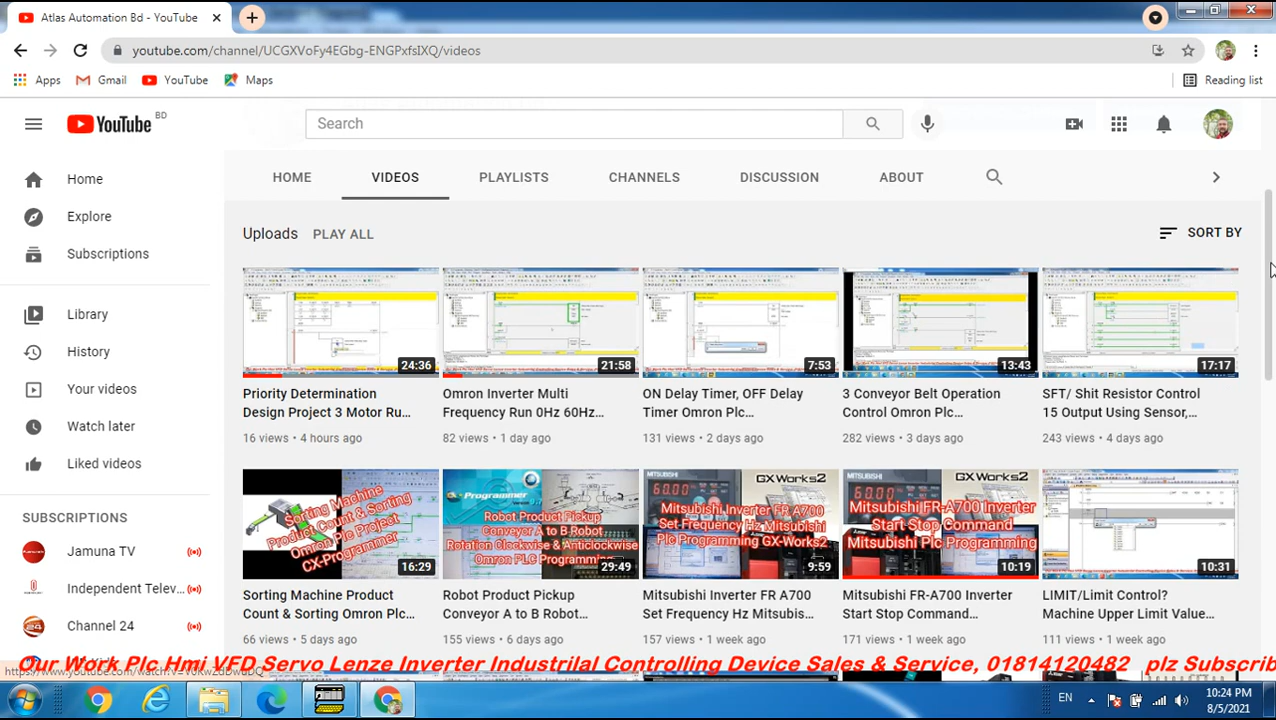 Atlas Automation Bd - YouTube
youtube.com/channel/UCGXVoFy4EGbg-ENGPxfsIXQ/videos
Apps Gmail YouTube Maps Reading list
YouTube BD
Search
HOME VIDEOS PLAYLISTS CHANNELS DISCUSSION ABOUT
Home
Explore
Subscriptions
Library
History
Your videos
Watch later
Liked videos
SUBSCRIPTIONS
Jamuna TV
Independent Telev...
Channel 24
Uploads PLAY ALL SORT BY
24:36
Priority Determination
Design Project 3 Motor Ru...
16 views • 4 hours ago
21:58
Omron Inverter Multi
Frequency Run 0Hz 60Hz...
82 views • 1 day ago
7:53
ON Delay Timer, OFF Delay
Timer Omron Plc...
131 views • 2 days ago
13:43
3 Conveyor Belt Operation
Control Omron Plc...
282 views • 3 days ago
17:17
SFT/ Shit Resistor Control
15 Output Using Sensor,...
243 views • 4 days ago
Sorting Machine
Product Count & Sorting
Omron Plc Project
CX-Programmer
16:29
Sorting Machine Product
Count & Sorting Omron Plc...
66 views • 5 days ago
Programmer
Robot Product Pickup
Conveyor A to B Robot
Rotation Clockwise & Anticlockwise
Omron PLC Programm
29:49
Robot Product Pickup
Conveyor A to B Robot...
155 views • 6 days ago
MITSUBISHI GX Works2
60.00
Mitsubishi Inverter FR A700
Set Frequency Hz Mitsubishi
Plc Programming GX-Works2
9:59
Mitsubishi Inverter FR A700
Set Frequency Hz Mitsubis...
157 views • 1 week ago
MITSUBISHI GX Works2
60.00
Mitsubishi FR-A700 Inverter
Start Stop Command
Mitsubishi Plc Programming
10:19
Mitsubishi FR-A700 Inverter
Start Stop Command...
171 views • 1 week ago
10:31
LIMIT/Limit Control?
Machine Upper Limit Value...
111 views • 1 week ago
Our Work Plc Hmi VFD Servo Lenze Inverter Industrilal Controlling Device Sales & Service, 01814120482 plz Subscrib
EN
10:24 PM
8/5/2021